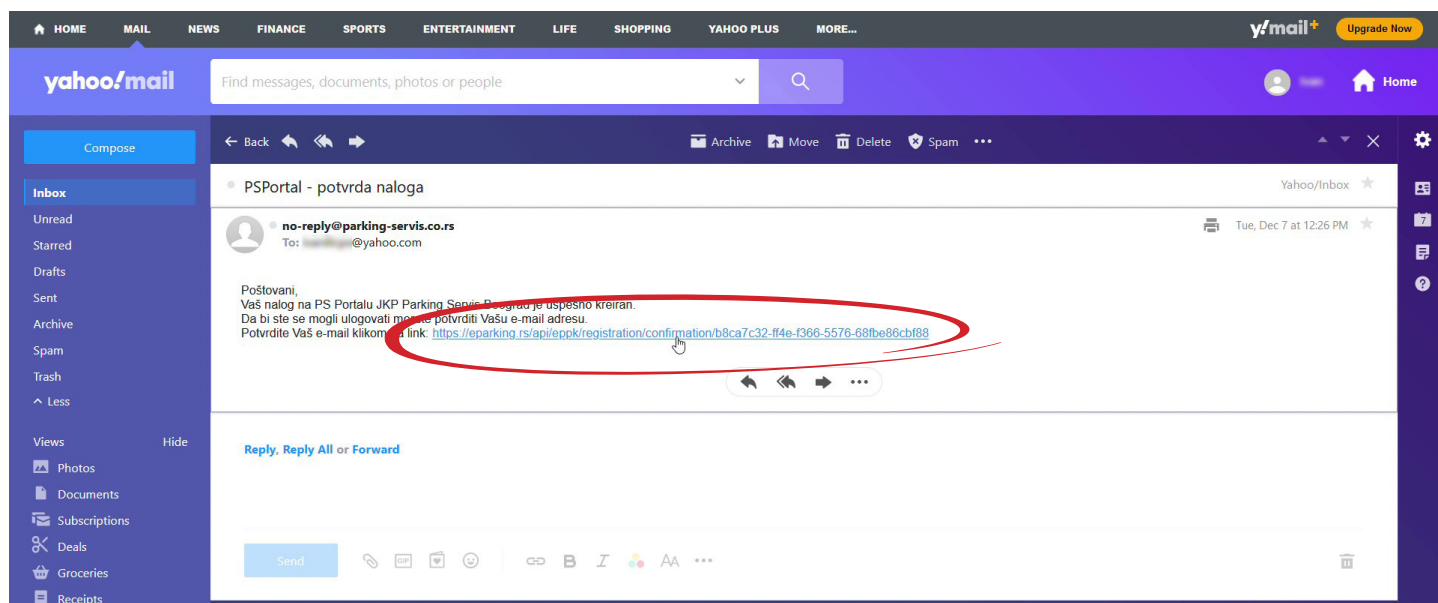 HOME MAIL NEWS FINANCE SPORTS ENTERTAINMENT LIFE SHOPPING YAHOO PLUS MORE... y!mail+ Upgrade Now
yahoo!mail Find messages, documents, photos or people Home
Compose Back Archive Move Delete Spam
Inbox PSPortal - potvrda naloga Yahoo/Inbox
Unread no-reply@parking-servis.co.rs Tue, Dec 7 at 12:26 PM 7
Starred To: @yahoo.com
Drafts
Sent Poštovani,
Vaš nalog na PS Portalu JKP Parking Servis Beograd je uspešno kreiran.
Archive Da bi ste se mogli ulogovati morate potvrditi Vašu e-mail adresu.
Potvrdite Vaš e-mail klikom na link: https://eparking.rs/api/eppk/registration/confirmation/b8ca7c32-ff4e-f366-5576-68fbe86cbf88
Spam
Trash
Less
Views Hide Reply, Reply All or Forward
Photos
Documents
Subscriptions
Deals Send GIF B I AA
Groceries
Receipts